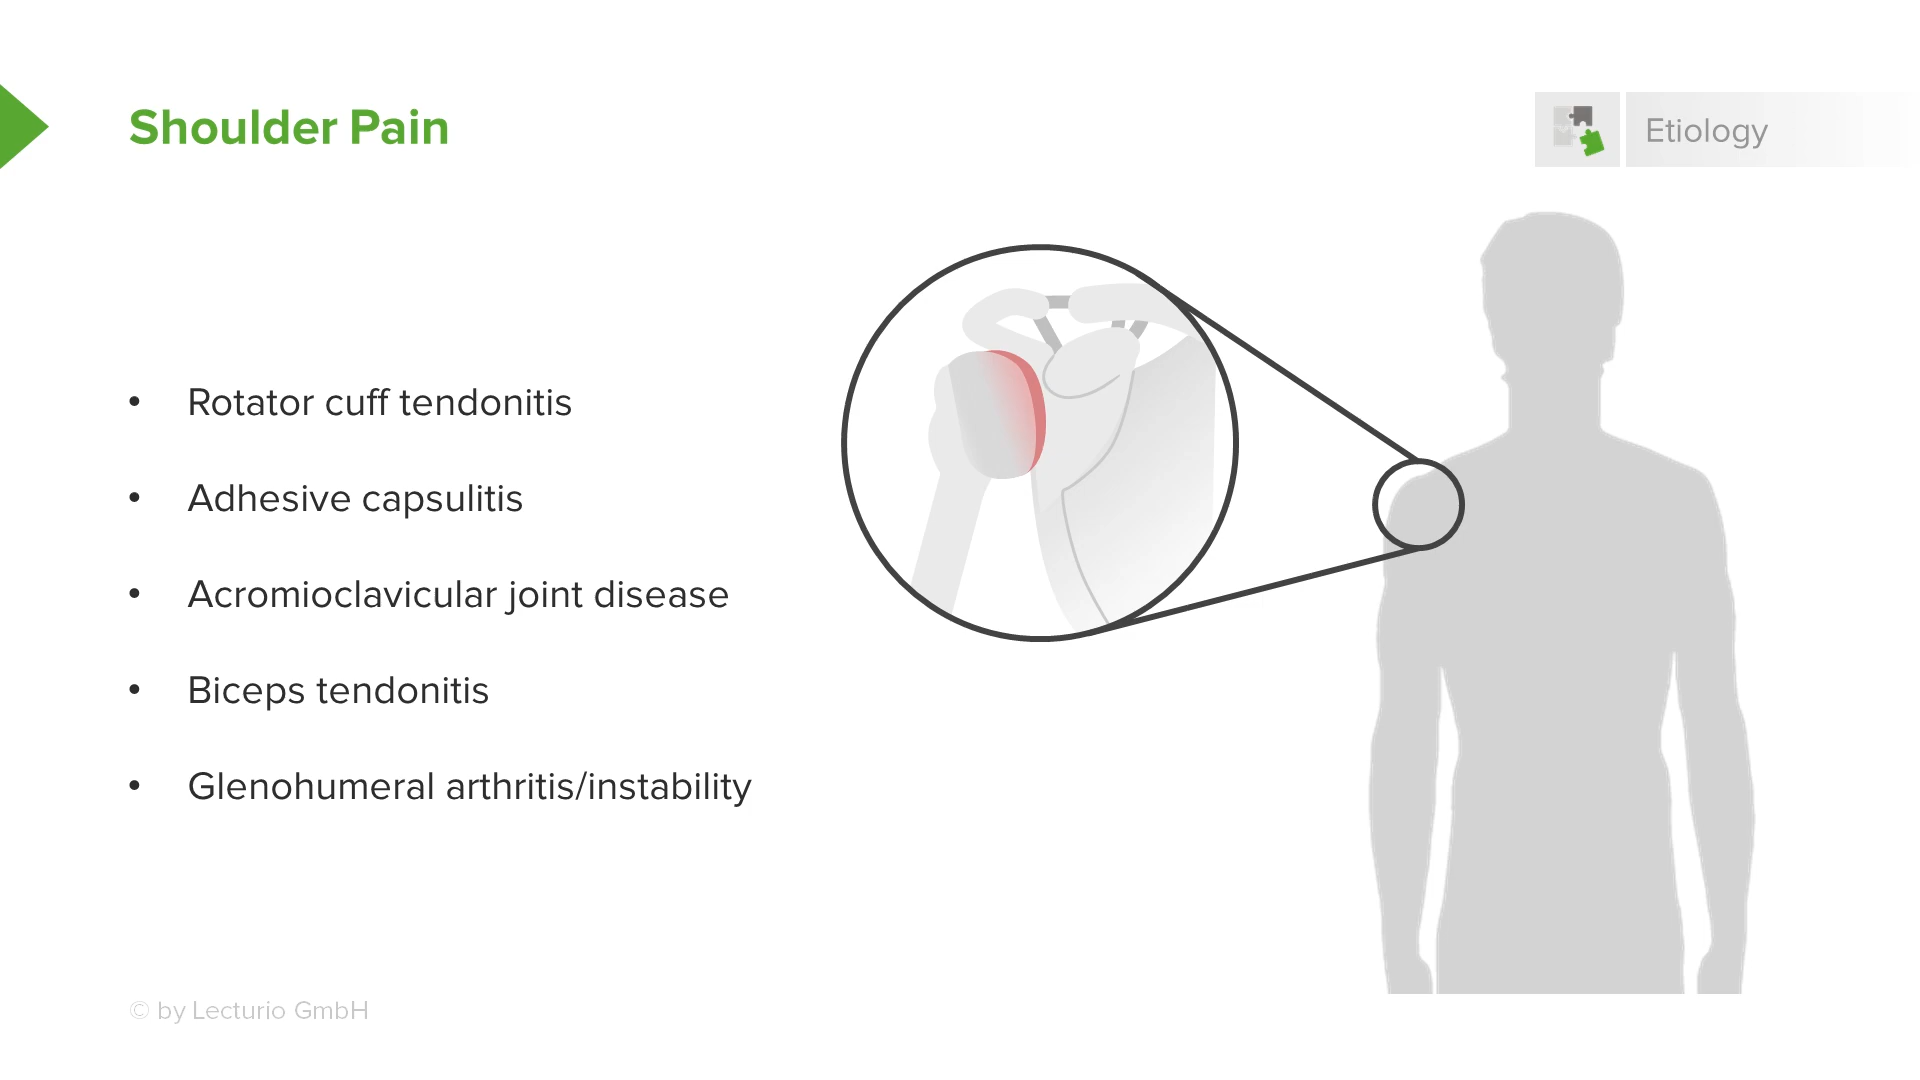 Shoulder Pain
Etiology
• Rotator cuff tendonitis
• Adhesive capsulitis
• Acromioclavicular joint disease
• Biceps tendonitis
• Glenohumeral arthritis/instability
© by Lecturio GmbH